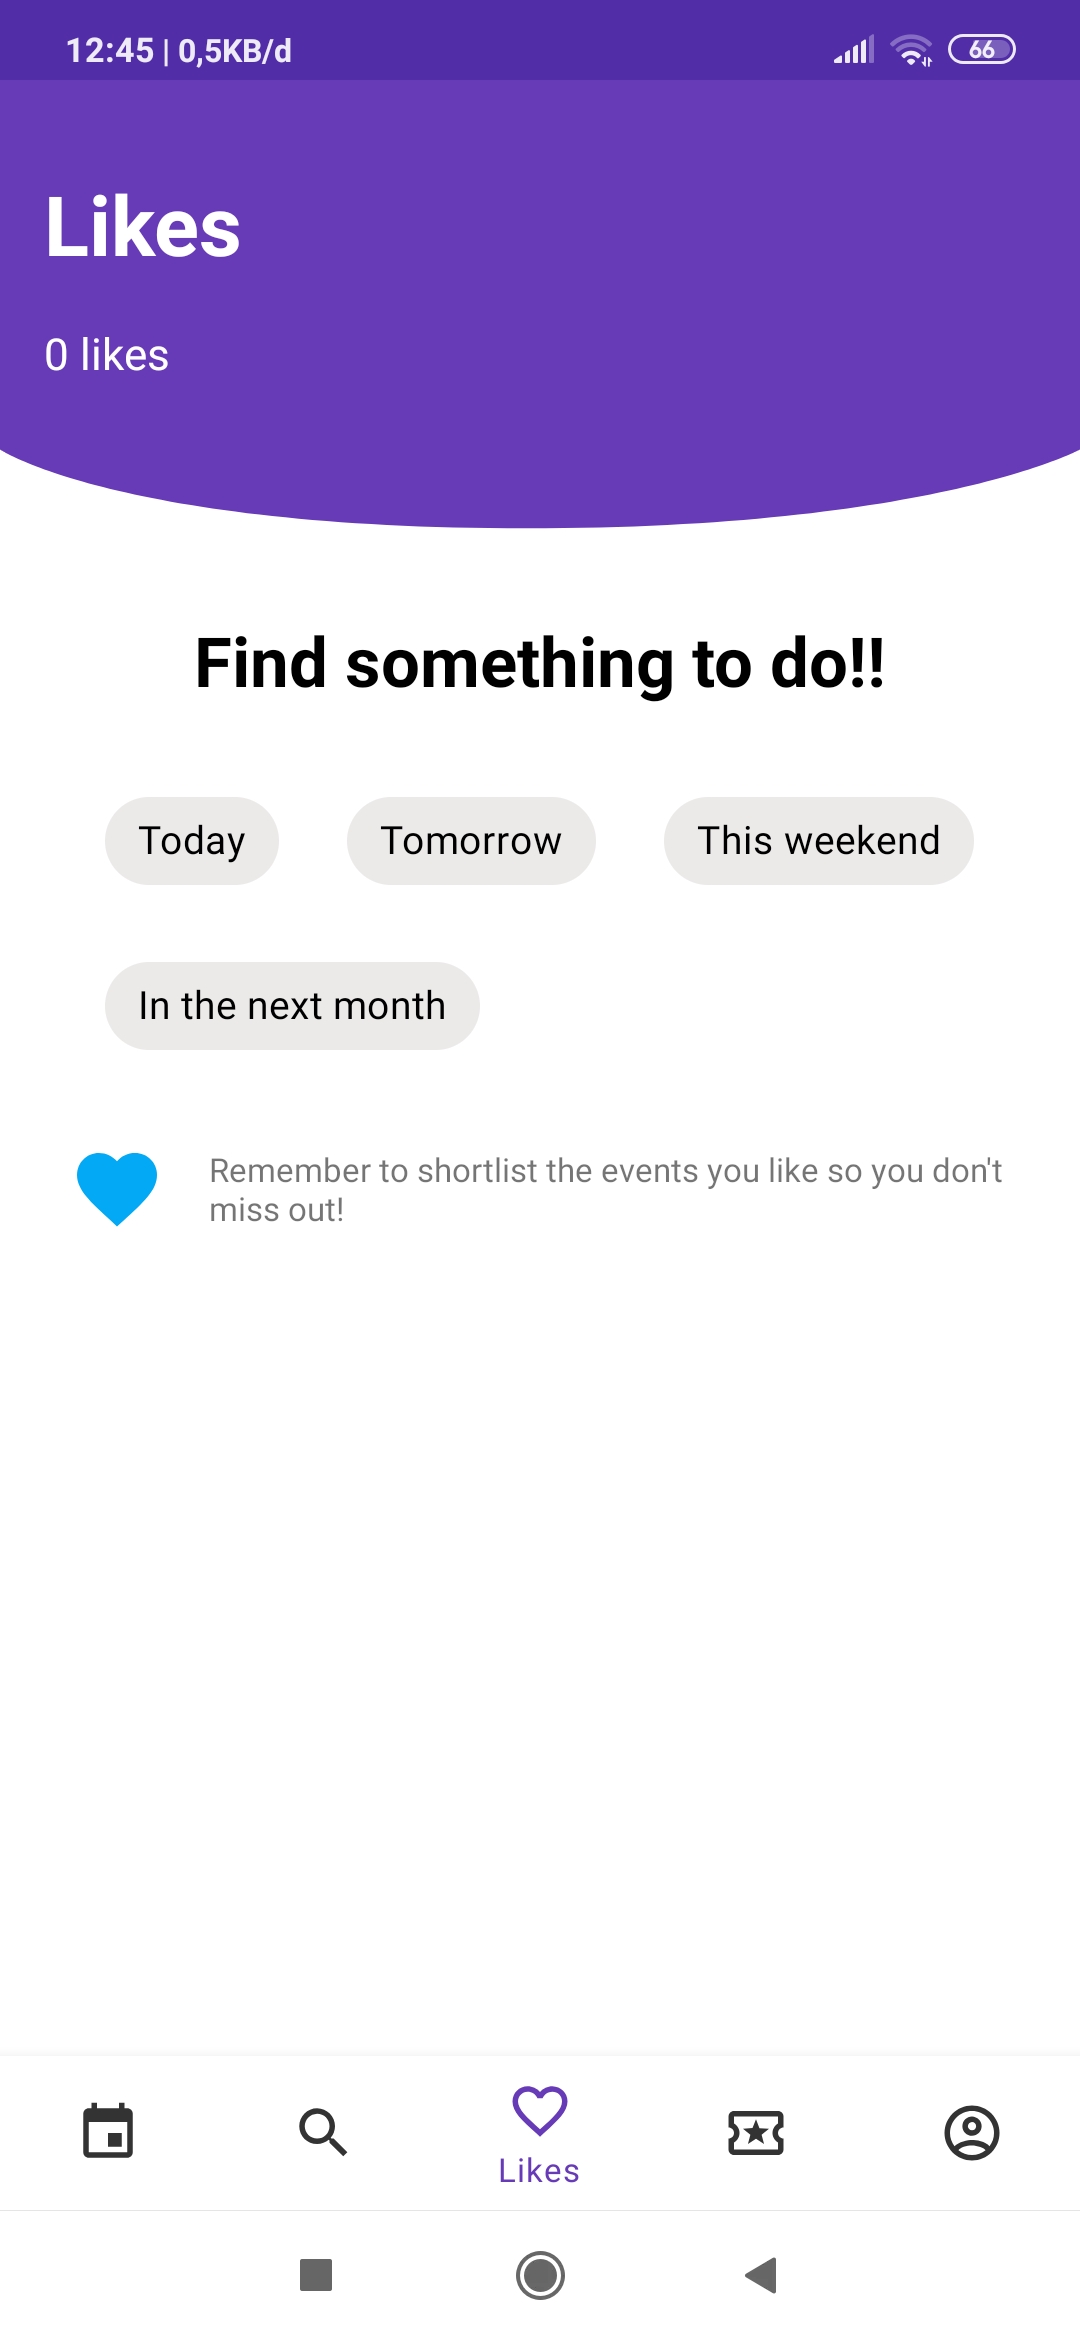 12:45 | 0,5KB/d
66
Likes
0 likes
Find something to do!!
Today
Tomorrow
This weekend
In the next month
Remember to shortlist the events you like so you don't
miss out!
Likes